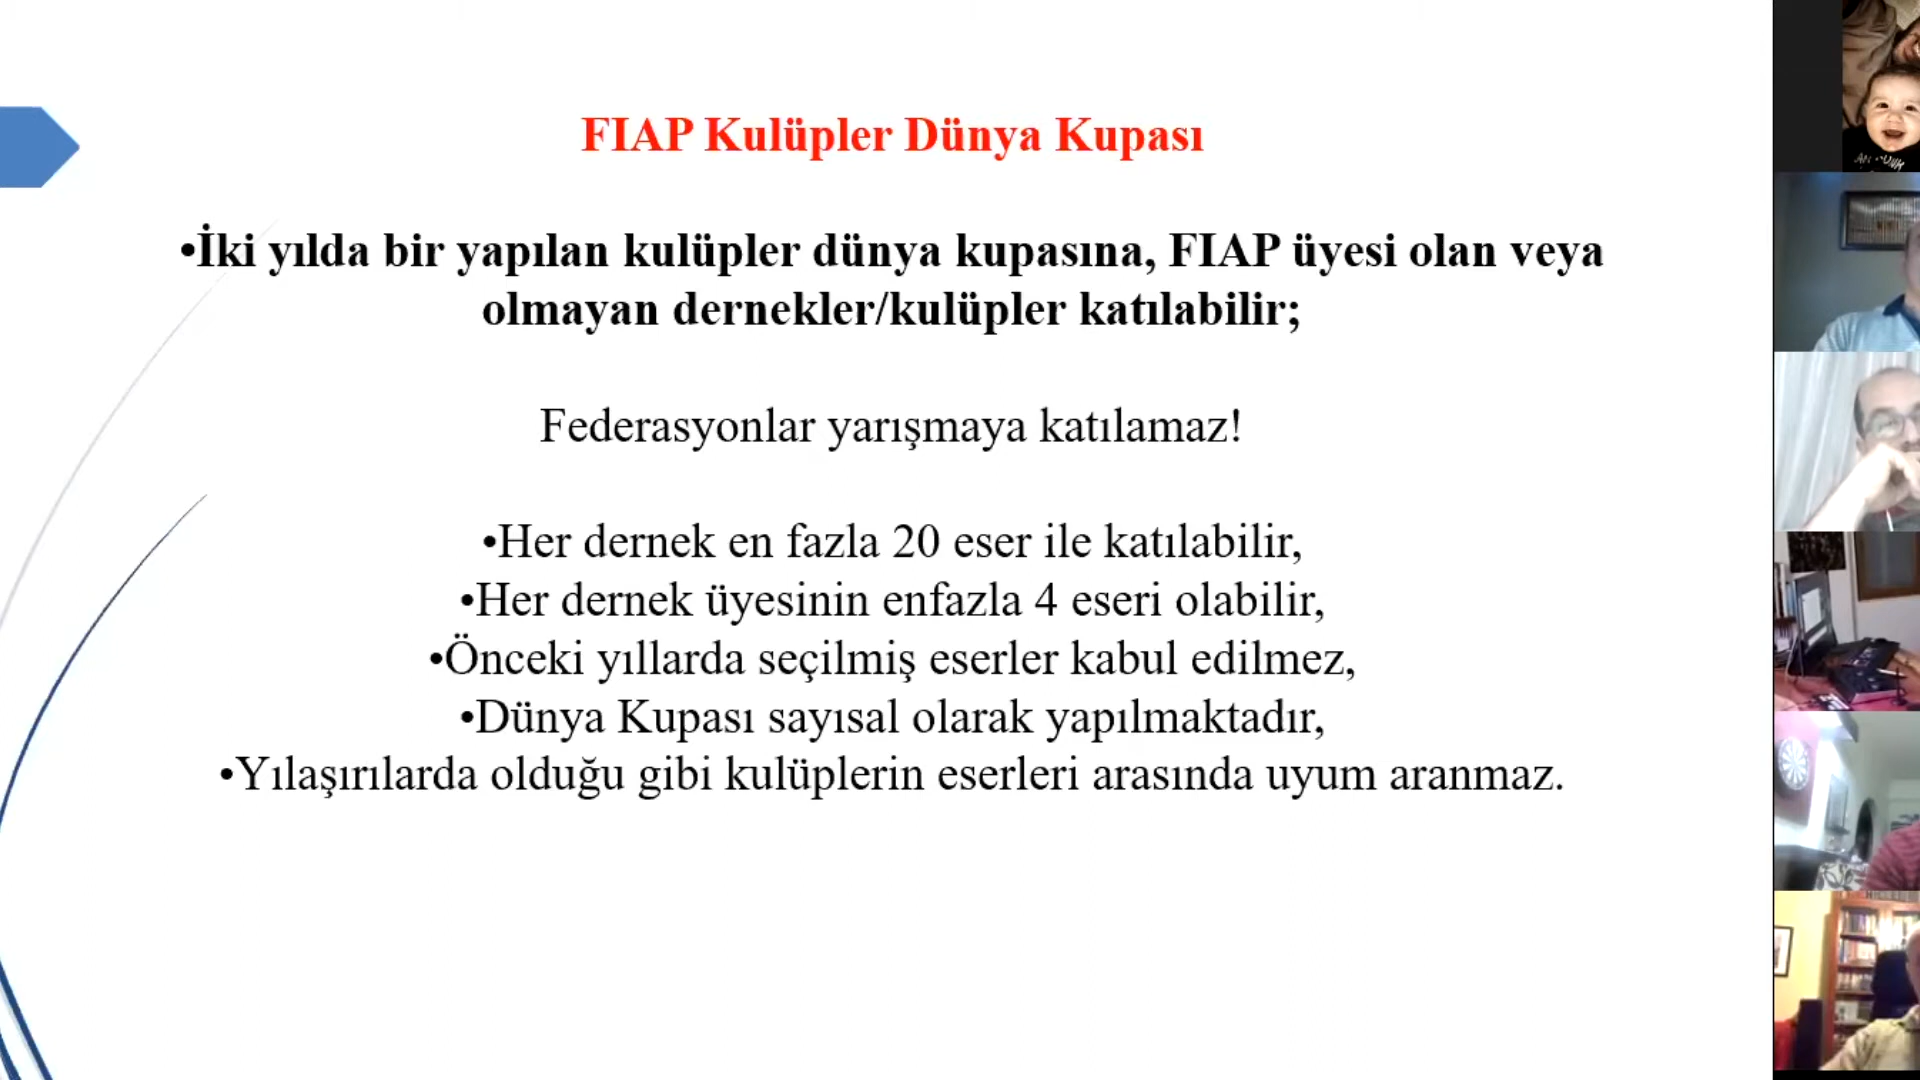 FIAP Kulüpler Dünya Kupası
•İki yılda bir yapılan kulüpler dünya kupasına, FIAP üyesi olan veya
olmayan dernekler/kulüpler katılabilir;
Federasyonlar yarışmaya katılamaz!
•Her dernek en fazla 20 eser ile katılabilir,
•Her dernek üyesinin enfazla 4 eseri olabilir,
•Önceki yıllarda seçilmiş eserler kabul edilmez,
•Dünya Kupası sayısal olarak yapılmaktadır,
•Yılaşırılarda olduğu gibi kulüplerin eserleri arasında uyum aranmaz.